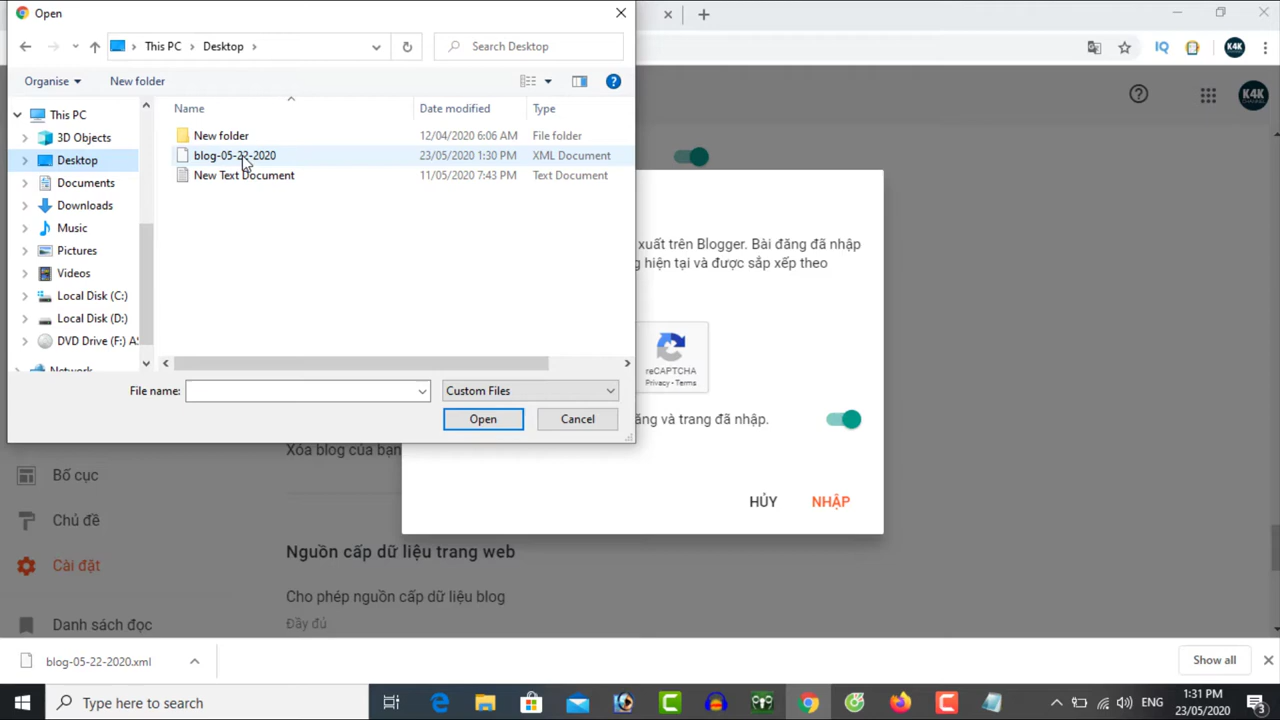 Open
This PC
Desktop
Search Desktop
Organise
New folder
Name
Date modified
Type
This PC
3D Objects
Desktop
Documents
Downloads
Music
Pictures
Videos
Local Disk (C:)
Local Disk (D:)
DVD Drive (F:) A
New folder 12/04/2020 6:06 AM File folder
blog-05-22-2020 23/05/2020 1:30 PM XML Document
New Text Document 11/05/2020 7:43 PM Text Document
File name:
Custom Files
Open
Cancel
IQ
K4K
K4K
xuất trên Blogger. Bài đăng đã nhập
hiện tại và được sắp xếp theo
reCAPTCHA
Privacy - Terms
ăng và trang đã nhập.
HỦY
NHẬP
Xóa blog của bạn
Bố cục
Chủ đề
Cài đặt
Danh sách đọc
Nguồn cấp dữ liệu trang web
Cho phép nguồn cấp dữ liệu blog
Đầy đủ
blog-05-22-2020.xml
Show all
Type here to search
ENG
1:31 PM
23/05/2020
3